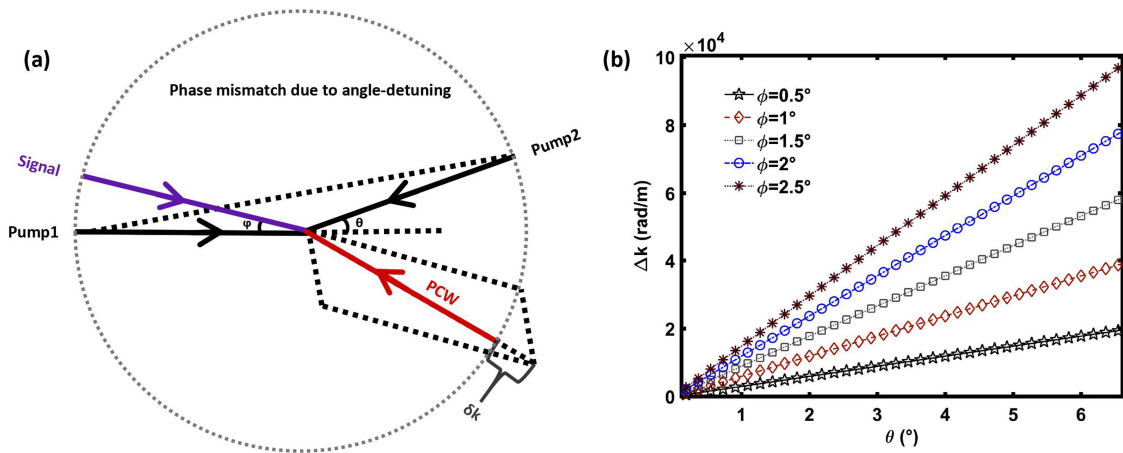 (a)
Phase mismatch due to angle-detuning
Signal
Pump2
Pump1
φ
θ
PCW
δk
(b)
×10⁴
10
8
6
4
2
0
Δk (rad/m)
ϕ=0.5°
ϕ=1°
ϕ=1.5°
ϕ=2°
ϕ=2.5°
1 2 3 4 5 6
θ (°)